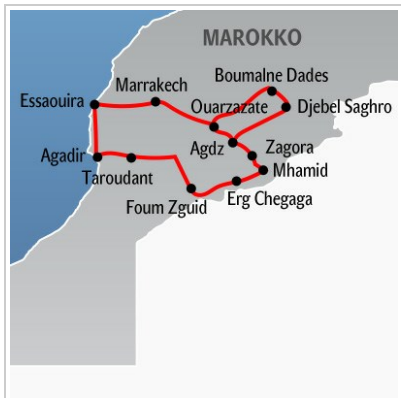 MAROKKO
Boumalne Dades
Marrakech
Essaouira
Ouarzazate
Djebel Saghro
Agdz
Zagora
Agadir
Mhamid
Taroudant
Erg Chegaga
Foum Zguid